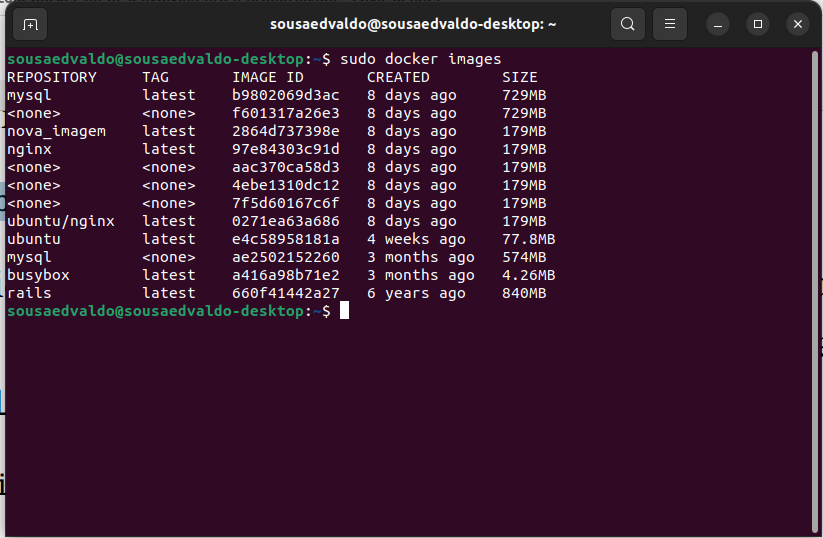 sousaedvaldo@sousaedvaldo-desktop: ~
sousaedvaldo@sousaedvaldo-desktop:~$ sudo docker images
REPOSITORY TAG IMAGE ID CREATED SIZE
mysql latest b9802069d3ac 8 days ago 729MB
<none> <none> f601317a26e3 8 days ago 729MB
nova_imagem latest 2864d737398e 8 days ago 179MB
nginx latest 97e84303c91d 8 days ago 179MB
<none> <none> aac370ca58d3 8 days ago 179MB
<none> <none> 4ebe1310dc12 8 days ago 179MB
<none> <none> 7f5d60167c6f 8 days ago 179MB
ubuntu/nginx latest 0271ea63a686 8 days ago 179MB
ubuntu latest e4c58958181a 4 weeks ago 77.8MB
mysql <none> ae2502152260 3 months ago 574MB
busybox latest a416a98b71e2 3 months ago 4.26MB
rails latest 660f41442a27 6 years ago 840MB
sousaedvaldo@sousaedvaldo-desktop:~$